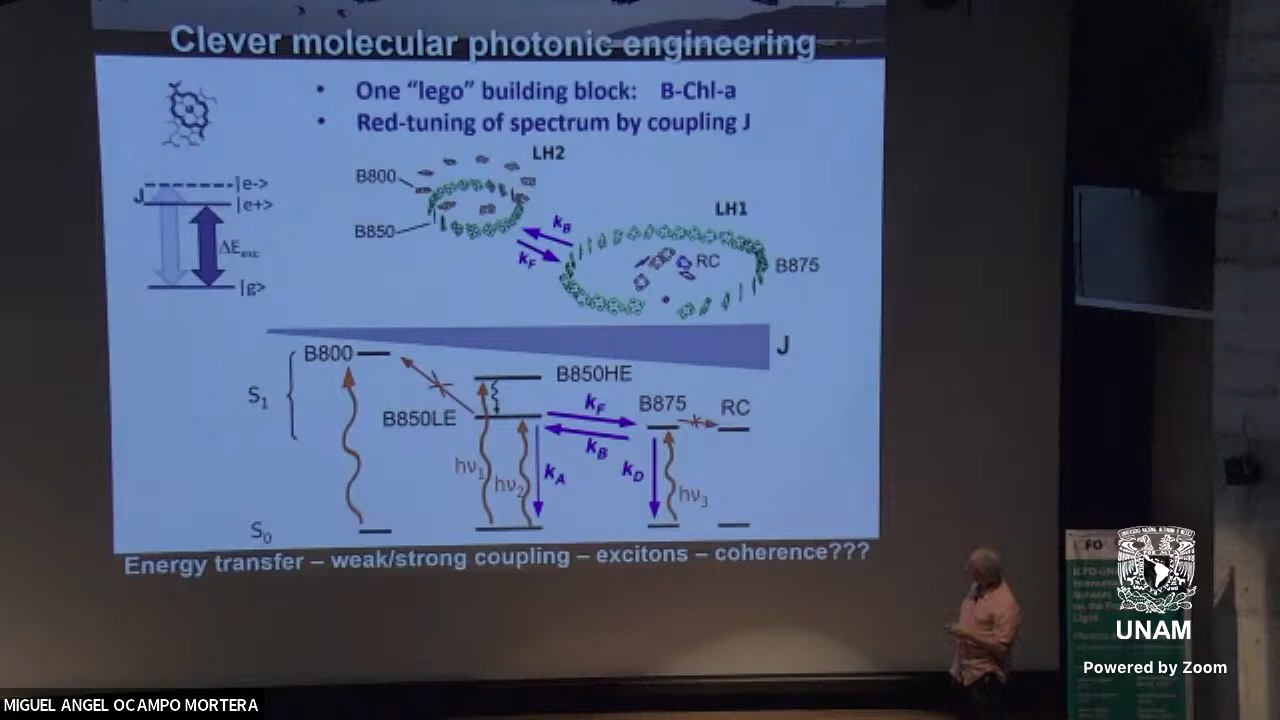 Clever molecular photonic engineering
• One "lego" building block: B-Chl-a
• Red-tuning of spectrum by coupling J
LH2
B800
B850
kB
kF
LH1
RC
B875
J
|e->
|e+>
ΔEexc
|g>
J
S1
B800
B850HE
B850LE
kF
kB
B875
RC
hν1
hν2
kA
kD
hν3
S0
Energy transfer – weak/strong coupling – excitons – coherence???
FO
Light
UNAM
Powered by Zoom
MIGUEL ANGEL OCAMPO MORTERA